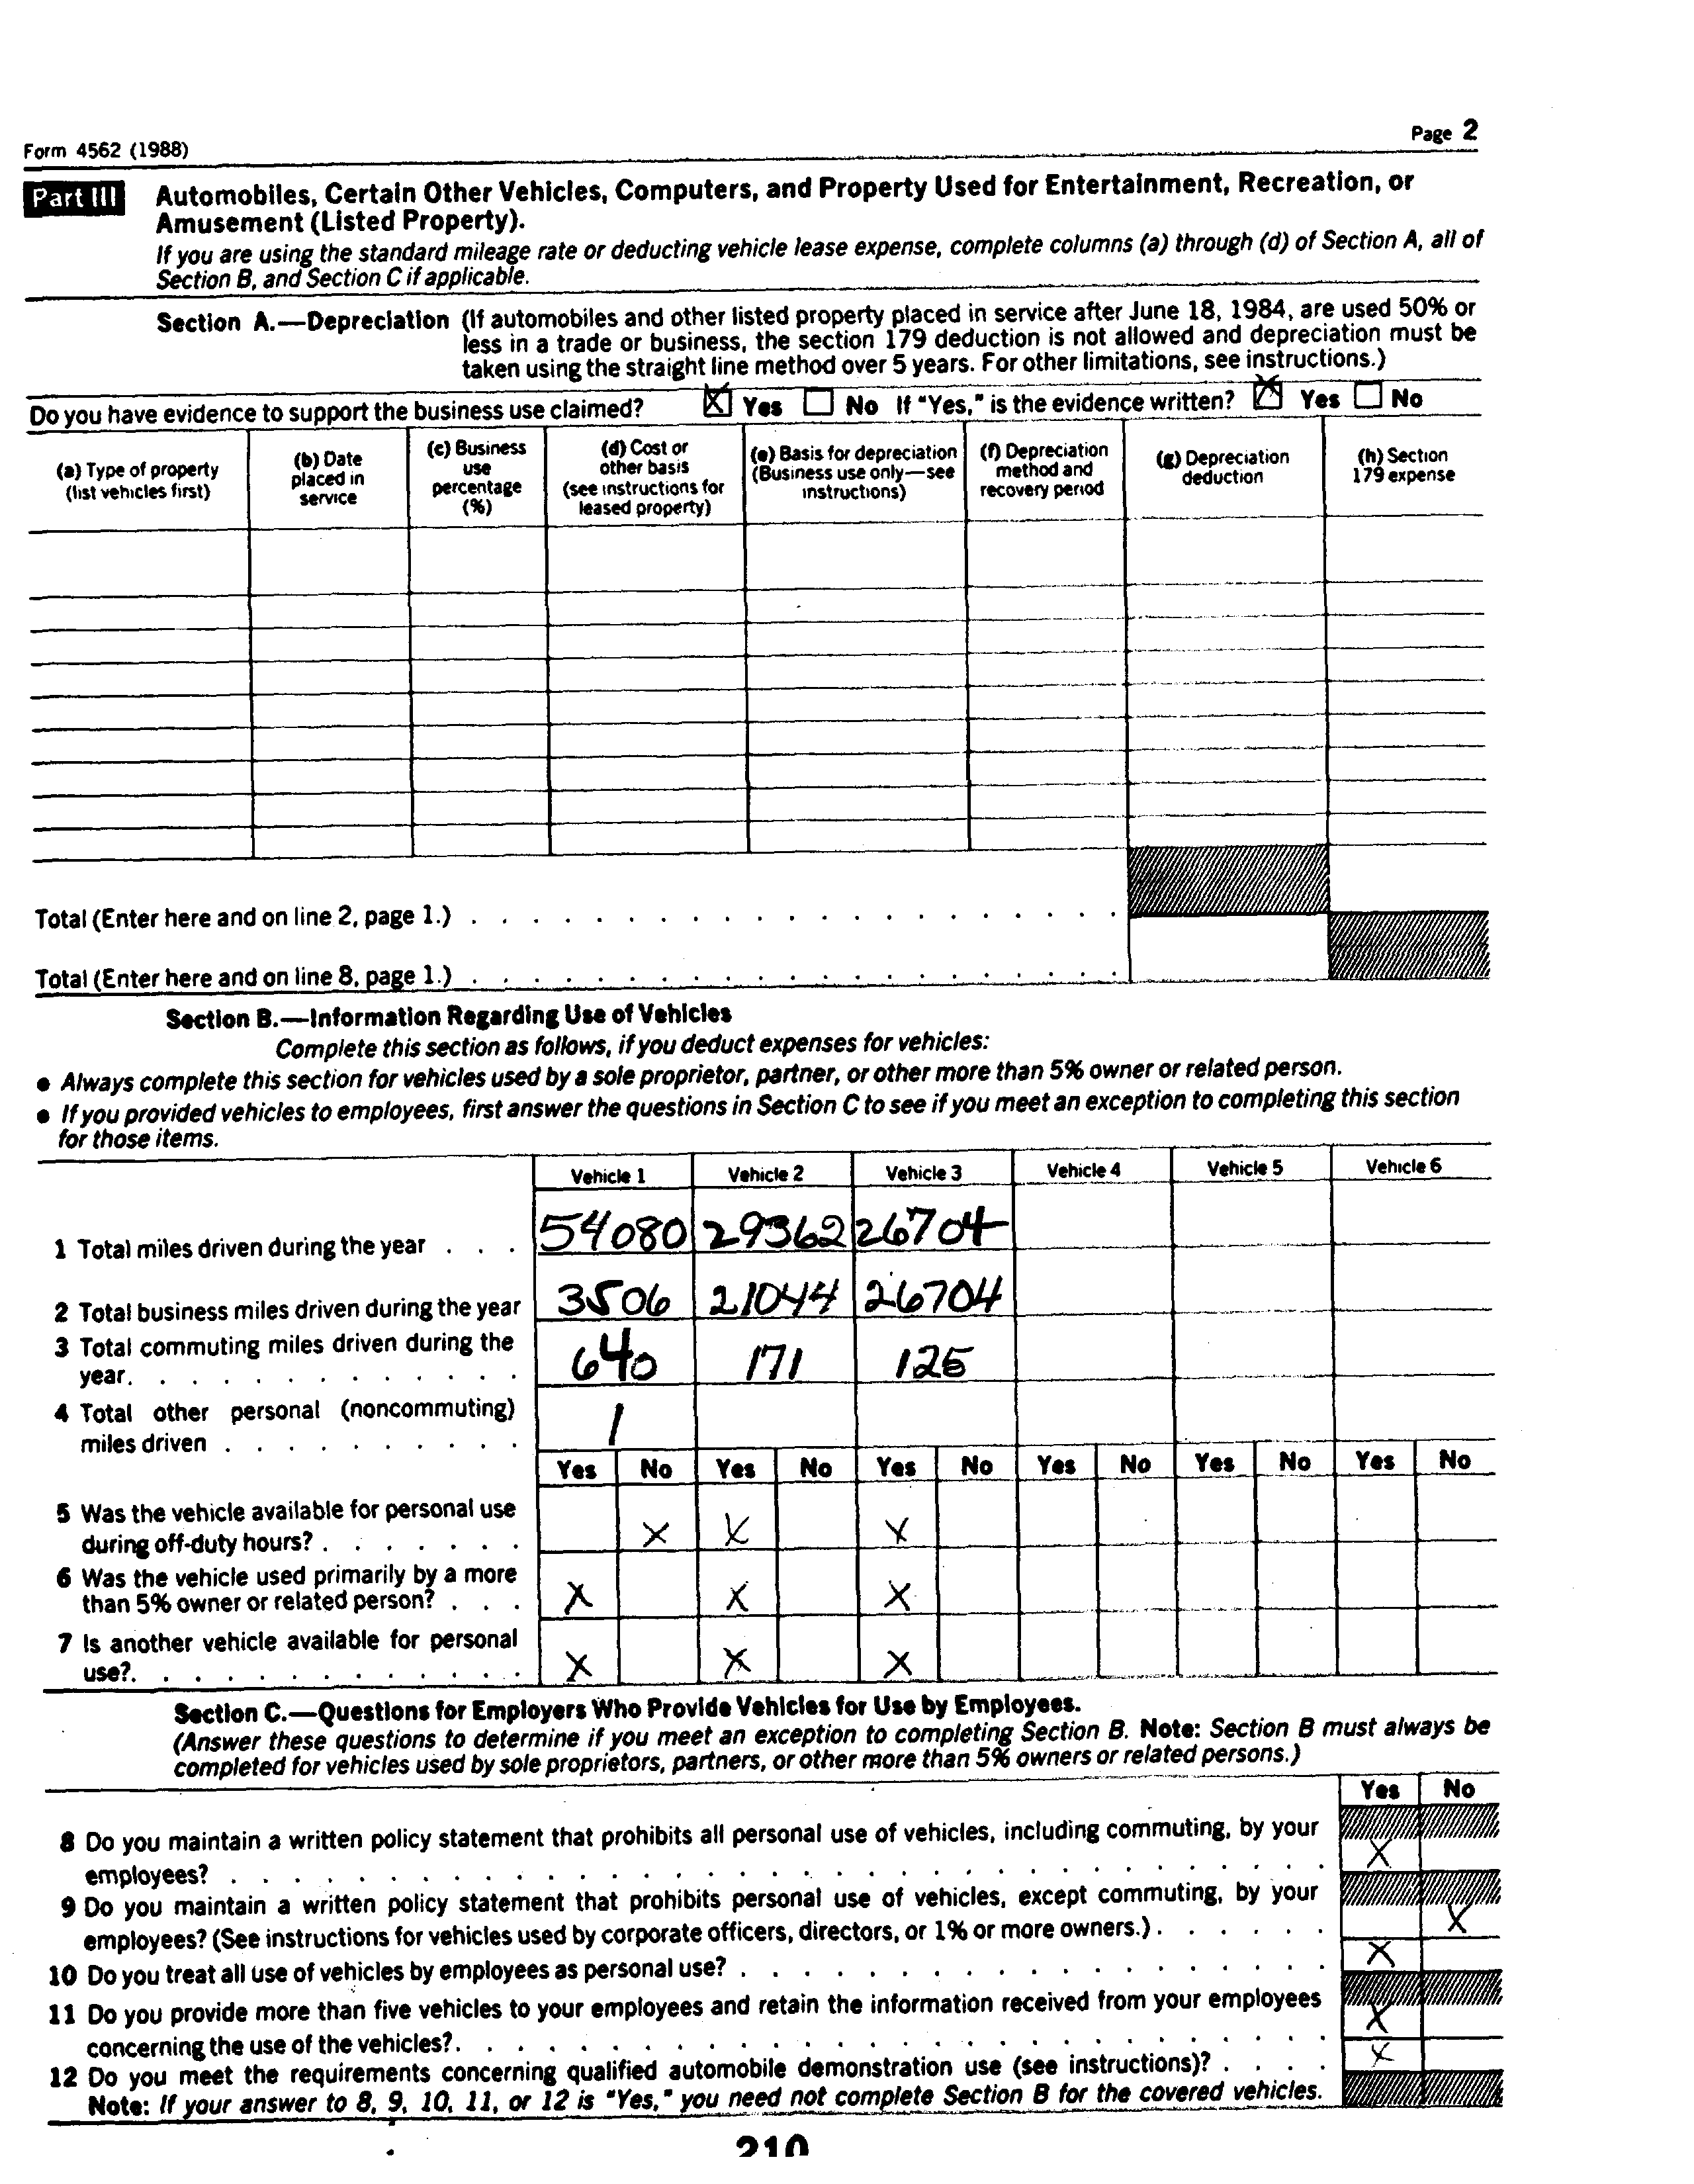 Form 4562 (1988)
Page 2
Part III
Automobiles, Certain Other Vehicles, Computers, and Property Used for Entertainment, Recreation, or
Amusement (Listed Property).
If you are using the standard mileage rate or deducting vehicle lease expense, complete columns (a) through (d) of Section A, all of
Section B, and Section C if applicable.
Section A.—Depreciation (If automobiles and other listed property placed in service after June 18, 1984, are used 50% or
less in a trade or business, the section 179 deduction is not allowed and depreciation must be
taken using the straight line method over 5 years. For other limitations, see instructions.)
Do you have evidence to support the business use claimed? X Yes No If "Yes," is the evidence written? X Yes No
(a) Type of property
(list vehicles first)
(b) Date
placed in
service
(c) Business
use
percentage
(%)
(d) Cost or
other basis
(see instructions for
leased property)
(e) Basis for depreciation
(Business use only—see
instructions)
(f) Depreciation
method and
recovery period
(g) Depreciation
deduction
(h) Section
179 expense
Total (Enter here and on line 2, page 1.)
Total (Enter here and on line 8, page 1.)
Section B.—Information Regarding Use of Vehicles
Complete this section as follows, if you deduct expenses for vehicles:
● Always complete this section for vehicles used by a sole proprietor, partner, or other more than 5% owner or related person.
● If you provided vehicles to employees, first answer the questions in Section C to see if you meet an exception to completing this section
for those items.
Vehicle 1 Vehicle 2 Vehicle 3 Vehicle 4 Vehicle 5 Vehicle 6
1 Total miles driven during the year . . . 54080 29362 26704
2 Total business miles driven during the year 3506 21044 26704
3 Total commuting miles driven during the
year. 640 171 125
4 Total other personal (noncommuting)
miles driven 1
Yes No Yes No Yes No Yes No Yes No Yes No
5 Was the vehicle available for personal use
during off-duty hours? X X X
6 Was the vehicle used primarily by a more
than 5% owner or related person? X X X
7 Is another vehicle available for personal
use? X X X
Section C.—Questions for Employers Who Provide Vehicles for Use by Employees.
(Answer these questions to determine if you meet an exception to completing Section B. Note: Section B must always be
completed for vehicles used by sole proprietors, partners, or other more than 5% owners or related persons.)
Yes No
8 Do you maintain a written policy statement that prohibits all personal use of vehicles, including commuting, by your
employees? X
9 Do you maintain a written policy statement that prohibits personal use of vehicles, except commuting, by your
employees? (See instructions for vehicles used by corporate officers, directors, or 1% or more owners.) X
10 Do you treat all use of vehicles by employees as personal use? X
11 Do you provide more than five vehicles to your employees and retain the information received from your employees
concerning the use of the vehicles? X
12 Do you meet the requirements concerning qualified automobile demonstration use (see instructions)? X
Note: If your answer to 8, 9, 10, 11, or 12 is "Yes," you need not complete Section B for the covered vehicles.
210